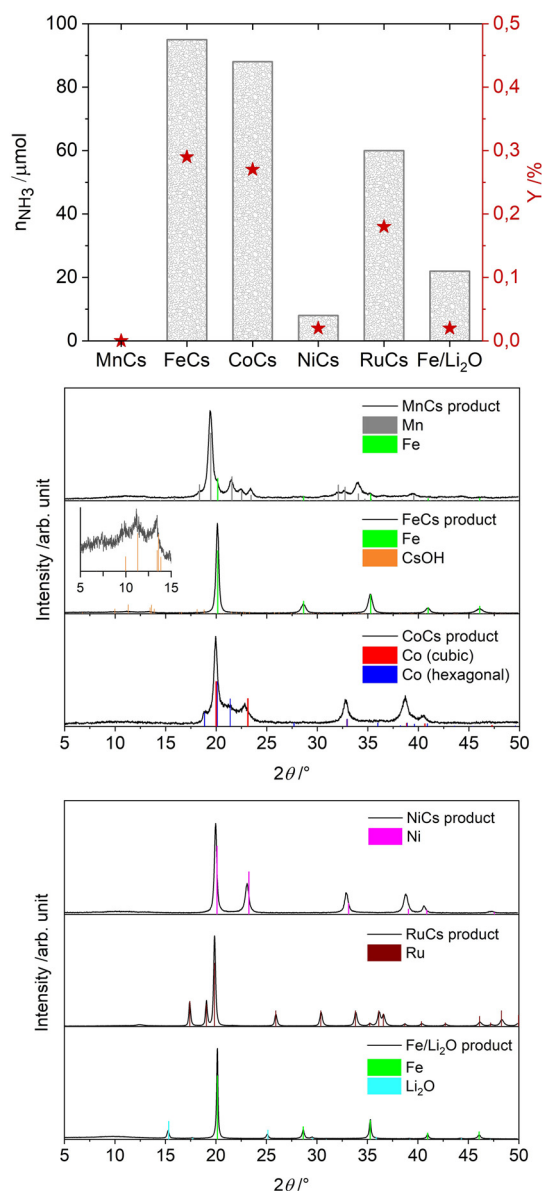 100
80
60
40
20
0
n_NH3 /μmol
0,5
0,4
0,3
0,2
0,1
0,0
Y /%
MnCs FeCs CoCs NiCs RuCs Fe/Li₂O
MnCs product
Mn
Fe
FeCs product
Fe
CsOH
5 10 15
CoCs product
Co (cubic)
Co (hexagonal)
Intensity /arb. unit
5 10 15 20 25 30 35 40 45 50
2θ /°
NiCs product
Ni
RuCs product
Ru
Fe/Li₂O product
Fe
Li₂O
Intensity /arb. unit
5 10 15 20 25 30 35 40 45 50
2θ /°